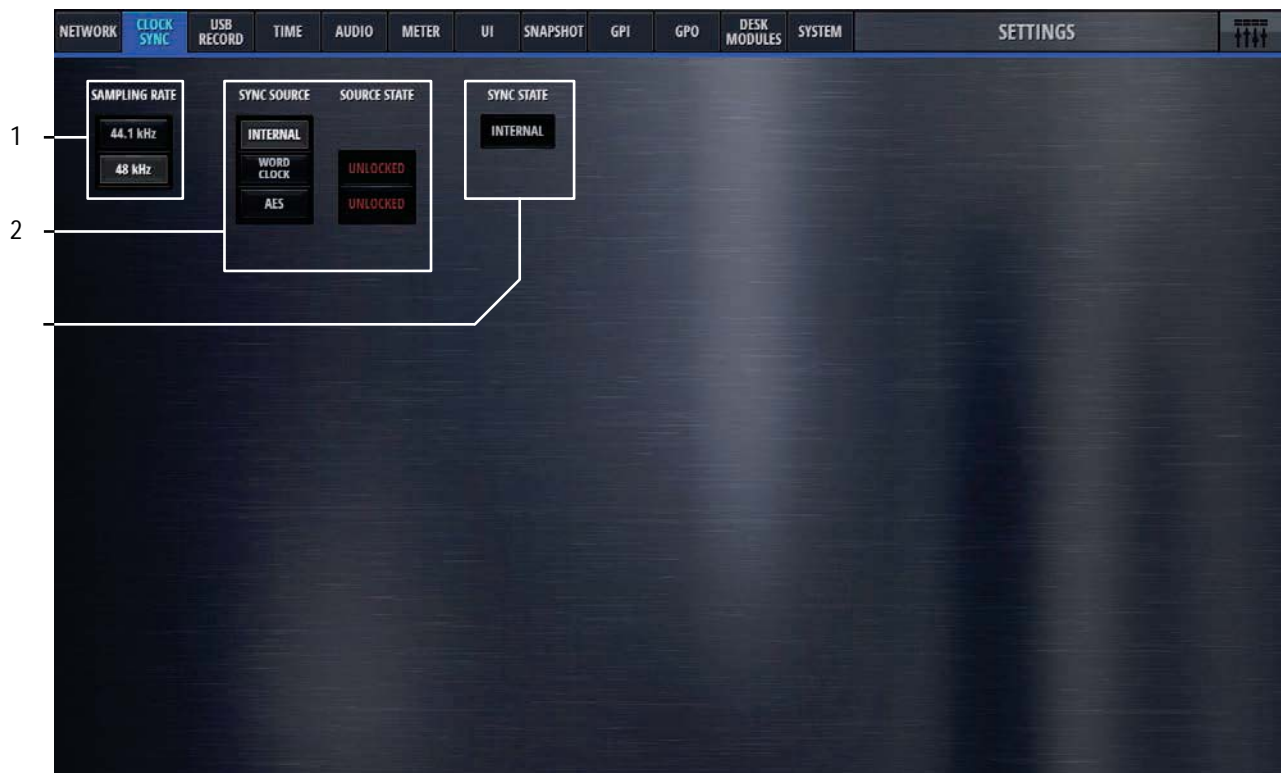 NETWORK CLOCK SYNC USB RECORD TIME AUDIO METER UI SNAPSHOT GPI GPO DESK MODULES SYSTEM SETTINGS
SAMPLING RATE SYNC SOURCE SOURCE STATE SYNC STATE
1 44.1 kHz INTERNAL INTERNAL
48 kHz WORD CLOCK UNLOCKED
AES UNLOCKED
2